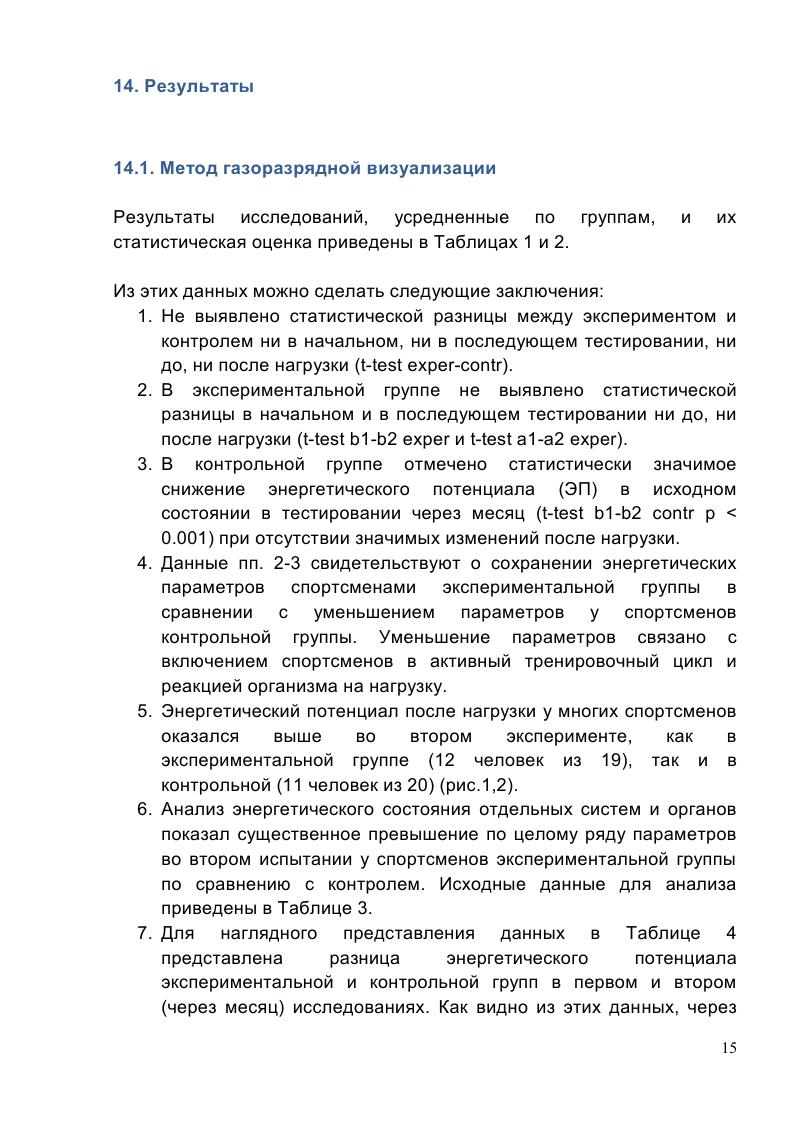 14. Результаты
14.1. Метод газоразрядной визуализации
Результаты исследований, усредненные по группам, и их
статистическая оценка приведены в Таблицах 1 и 2.
Из этих данных можно сделать следующие заключения:
1. Не выявлено статистической разницы между экспериментом и
контролем ни в начальном, ни в последующем тестировании, ни
до, ни после нагрузки (t-test exper-contr).
2. В экспериментальной группе не выявлено статистической
разницы в начальном и в последующем тестировании ни до, ни
после нагрузки (t-test b1-b2 exper и t-test a1-a2 exper).
3. В контрольной группе отмечено статистически значимое
снижение энергетического потенциала (ЭП) в исходном
состоянии в тестировании через месяц (t-test b1-b2 contr p <
0.001) при отсутствии значимых изменений после нагрузки.
4. Данные пп. 2-3 свидетельствуют о сохранении энергетических
параметров спортсменами экспериментальной группы в
сравнении с уменьшением параметров у спортсменов
контрольной группы. Уменьшение параметров связано с
включением спортсменов в активный тренировочный цикл и
реакцией организма на нагрузку.
5. Энергетический потенциал после нагрузки у многих спортсменов
оказался выше во втором эксперименте, как в
экспериментальной группе (12 человек из 19), так и в
контрольной (11 человек из 20) (рис.1,2).
6. Анализ энергетического состояния отдельных систем и органов
показал существенное превышение по целому ряду параметров
во втором испытании у спортсменов экспериментальной группы
по сравнению с контролем. Исходные данные для анализа
приведены в Таблице 3.
7. Для наглядного представления данных в Таблице 4
представлена разница энергетического потенциала
экспериментальной и контрольной групп в первом и втором
(через месяц) исследованиях. Как видно из этих данных, через
15